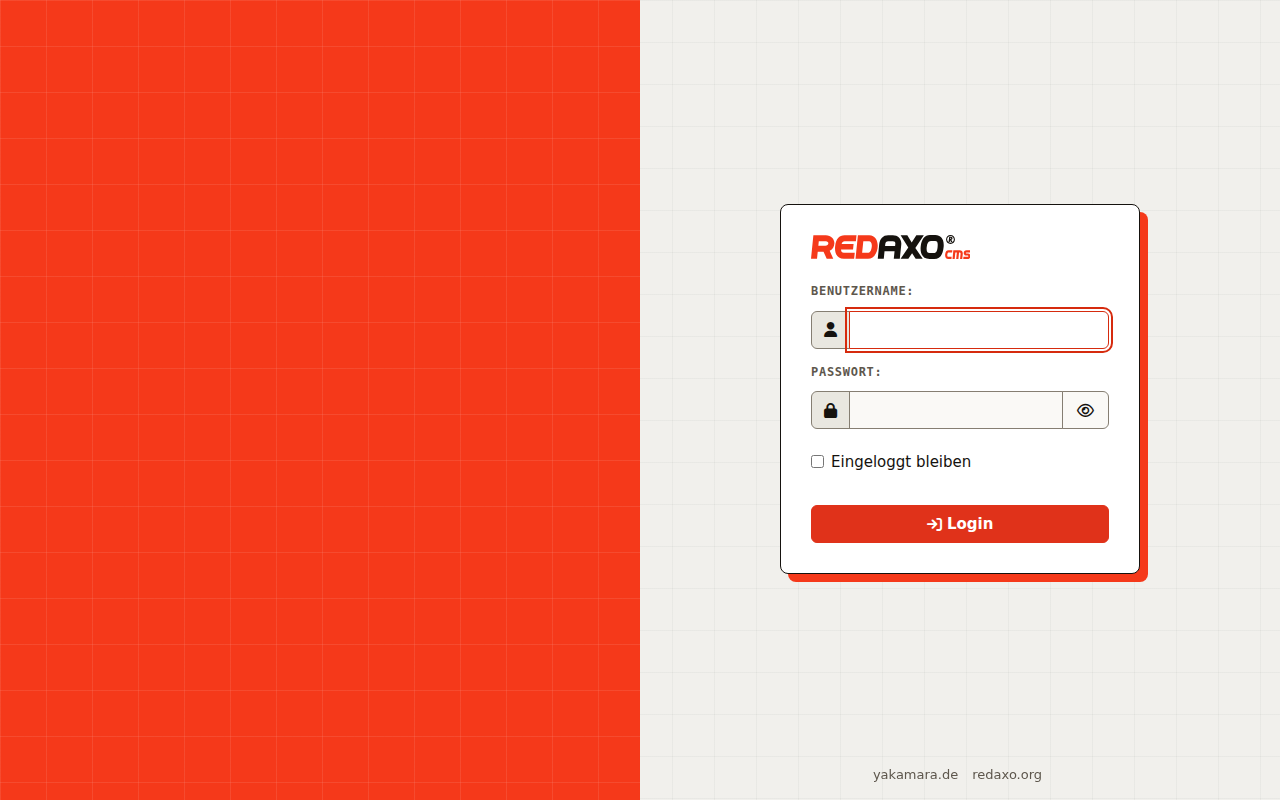 REDAXO® cms
BENUTZERNAME:
PASSWORT:
Eingeloggt bleiben
Login
yakamara.de redaxo.org